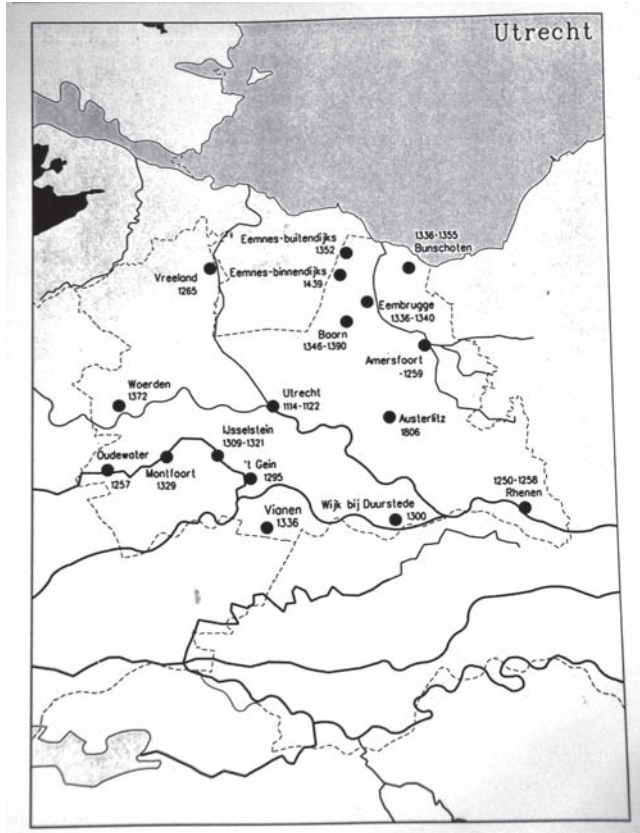 Utrecht
Eemnes-buitendijks
1352
1336-1355
Bunschoten
Vreeland
1265
Eemnes-binnendijks
1439
Eembrugge
1336-1340
Baarn
1346-1390
Amersfoort
-1259
Woerden
1372
Utrecht
1114-1122
Austerlitz
1806
IJsselstein
1309-1321
Oudewater
1257
Montfoort
1329
't Gein
1295
1250-1258
Rhenen
Vianen
1336
Wijk bij Duurstede
1300